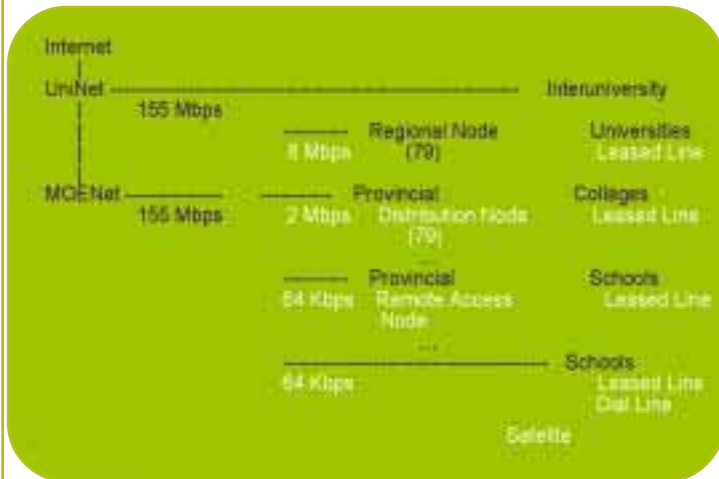 Internet
UniNet Interuniversity
155 Mbps
Regional Node Universities
8 Mbps (79) Leased Line
MOENet Provincial Collages
155 Mbps 2 Mbps Distribution Node Leased Line
(79)
...
Provincial Schools
64 Kbps Remote Access Leased Line
Node
...
Schools
64 Kbps Leased Line
Dial Line
Satelite